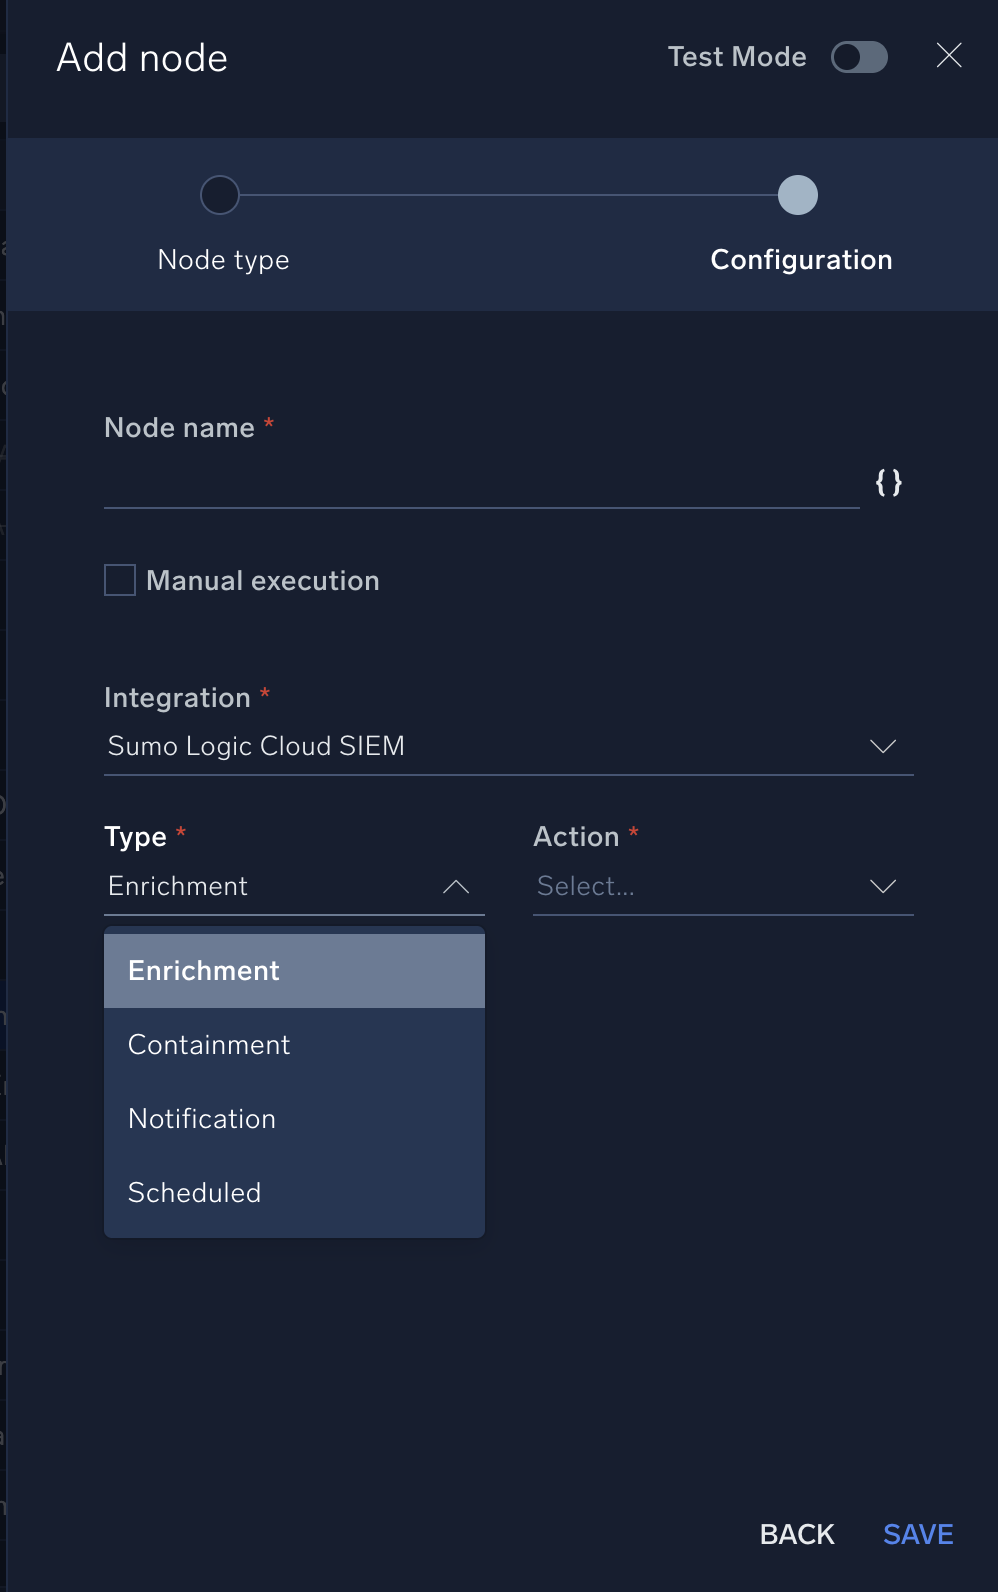 Add node
Test Mode
Node type
Configuration
Node name *
{}
Manual execution
Integration *
Sumo Logic Cloud SIEM
Type *
Action *
Enrichment
Select...
Enrichment
Containment
Notification
Scheduled
BACK
SAVE